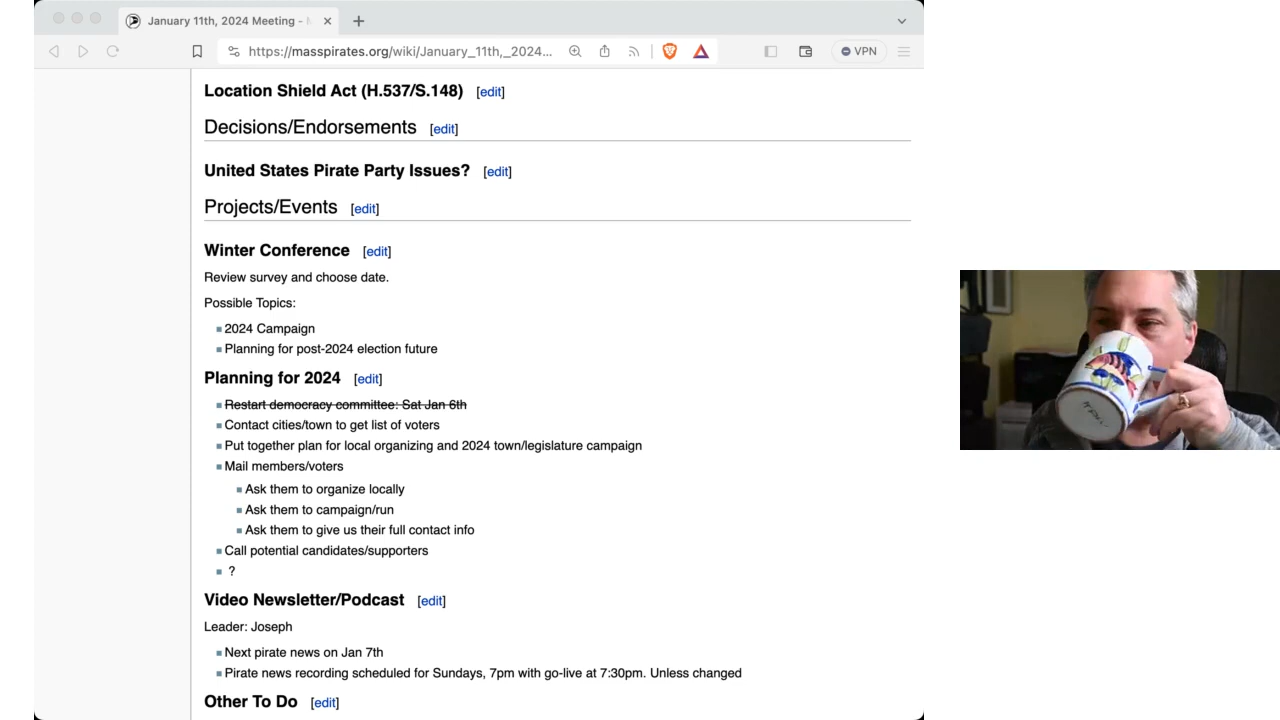 January 11th, 2024 Meeting -
https://masspirates.org/wiki/January_11th,_2024...
VPN
Location Shield Act (H.537/S.148) [edit]
Decisions/Endorsements [edit]
United States Pirate Party Issues? [edit]
Projects/Events [edit]
Winter Conference [edit]
Review survey and choose date.
Possible Topics:
2024 Campaign
Planning for post-2024 election future
Planning for 2024 [edit]
Restart democracy committee: Sat Jan 6th
Contact cities/town to get list of voters
Put together plan for local organizing and 2024 town/legislature campaign
Mail members/voters
Ask them to organize locally
Ask them to campaign/run
Ask them to give us their full contact info
Call potential candidates/supporters
?
Video Newsletter/Podcast [edit]
Leader: Joseph
Next pirate news on Jan 7th
Pirate news recording scheduled for Sundays, 7pm with go-live at 7:30pm. Unless changed
Other To Do [edit]